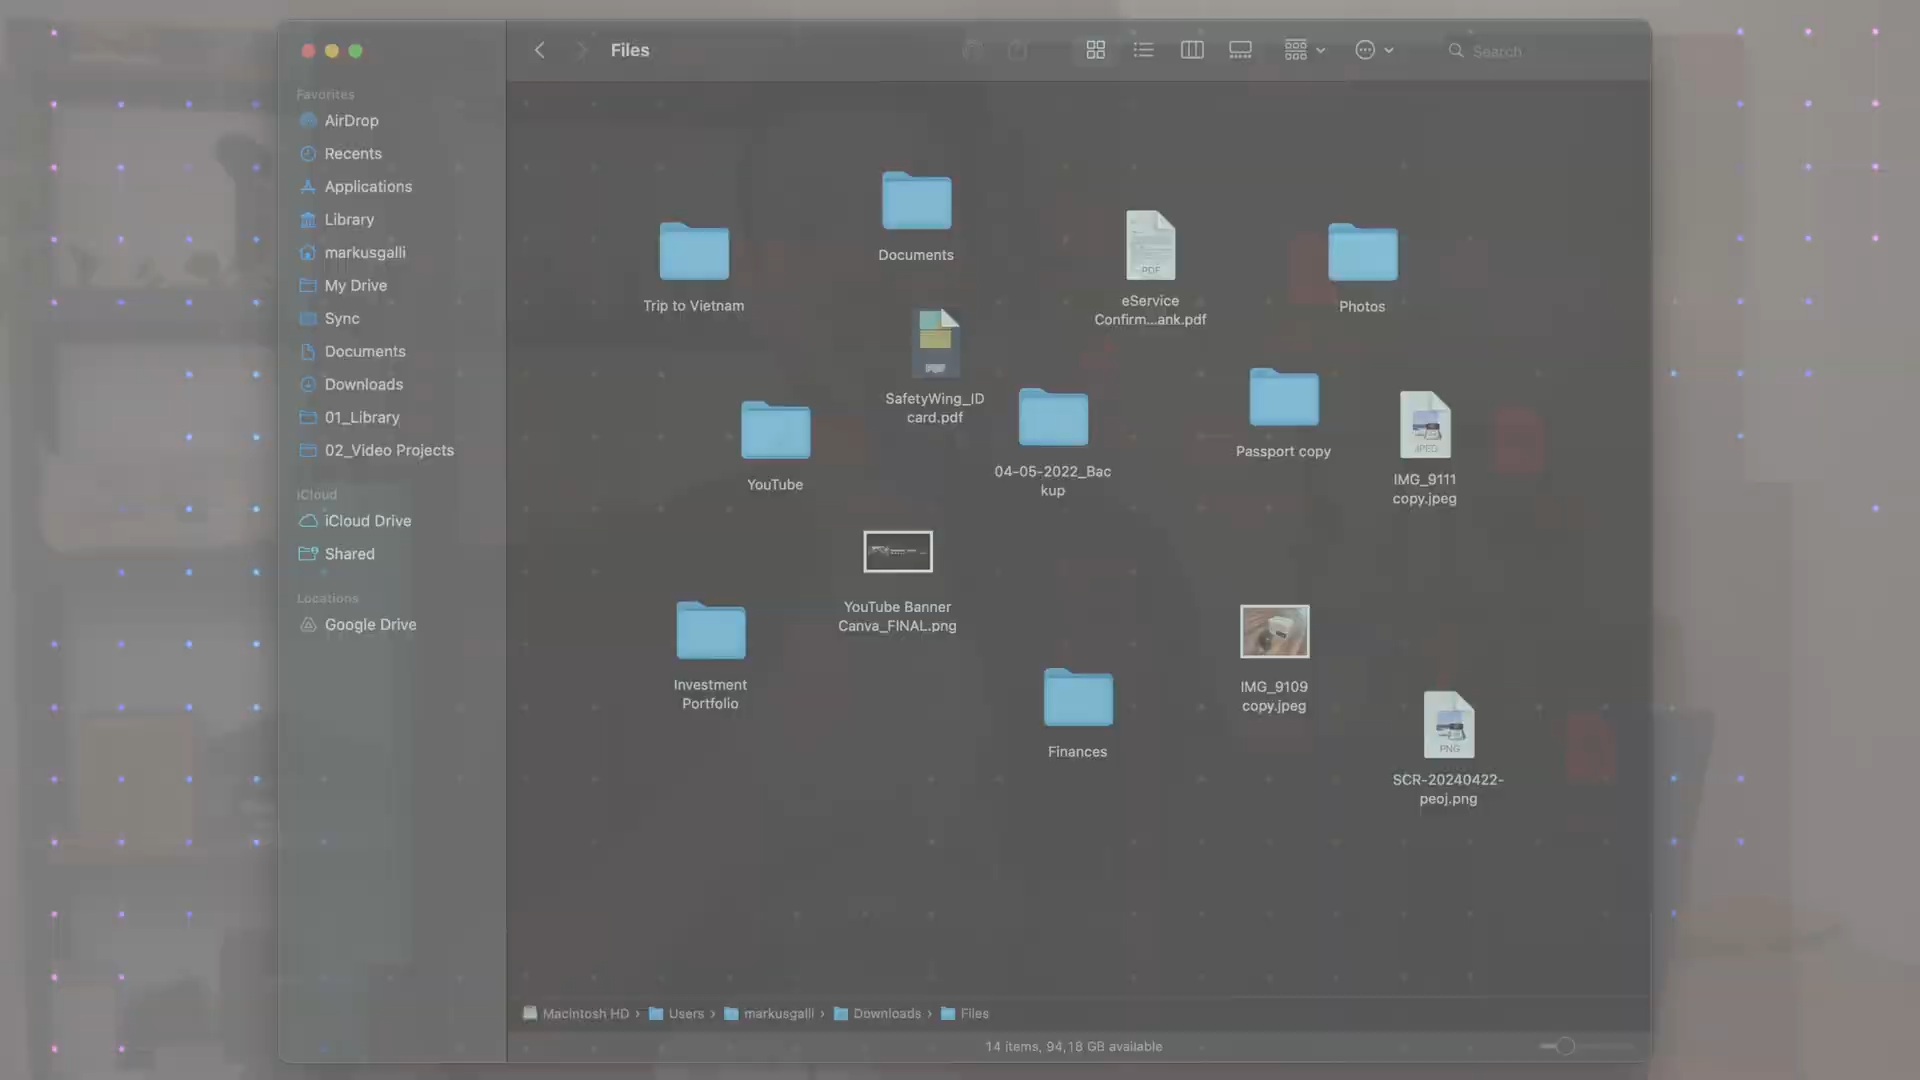 Files
Search
Favorites
AirDrop
Recents
Applications
Library
markusgalli
My Drive
Sync
Documents
Downloads
01_Library
02_Video Projects
iCloud
iCloud Drive
Shared
Locations
Google Drive
Documents
Trip to Vietnam
PDF
eService
Confirm...ank.pdf
Photos
SafetyWing_ID
card.pdf
YouTube
04-05-2022_Bac
kup
Passport copy
JPEG
IMG_9111
copy.jpeg
YouTube Banner
Canva_FINAL.png
Investment
Portfolio
IMG_9109
copy.jpeg
Finances
PNG
SCR-20240422-
peoj.png
Macintosh HD › Users › markusgalli › Downloads › Files
14 items, 94,18 GB available